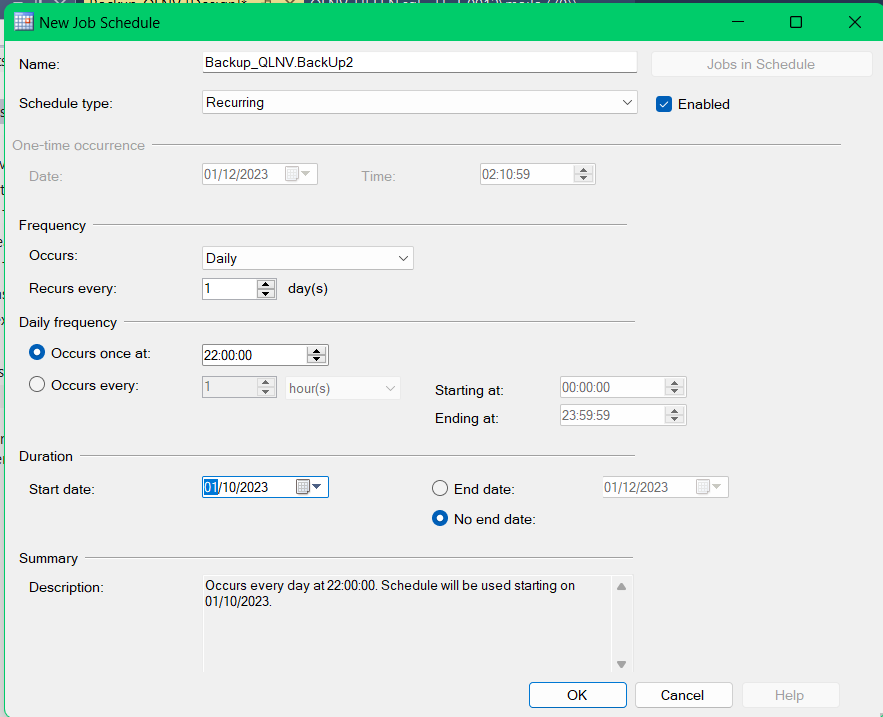 New Job Schedule
Name: Backup_QLNV.BackUp2 Jobs in Schedule
Schedule type: Recurring Enabled
One-time occurrence
Date: 01/12/2023 Time: 02:10:59
Frequency
Occurs: Daily
Recurs every: 1 day(s)
Daily frequency
Occurs once at: 22:00:00
Occurs every: 1 hour(s) Starting at: 00:00:00
Ending at: 23:59:59
Duration
Start date: 01/10/2023 End date: 01/12/2023
No end date:
Summary
Description: Occurs every day at 22:00:00. Schedule will be used starting on
01/10/2023.
OK Cancel Help